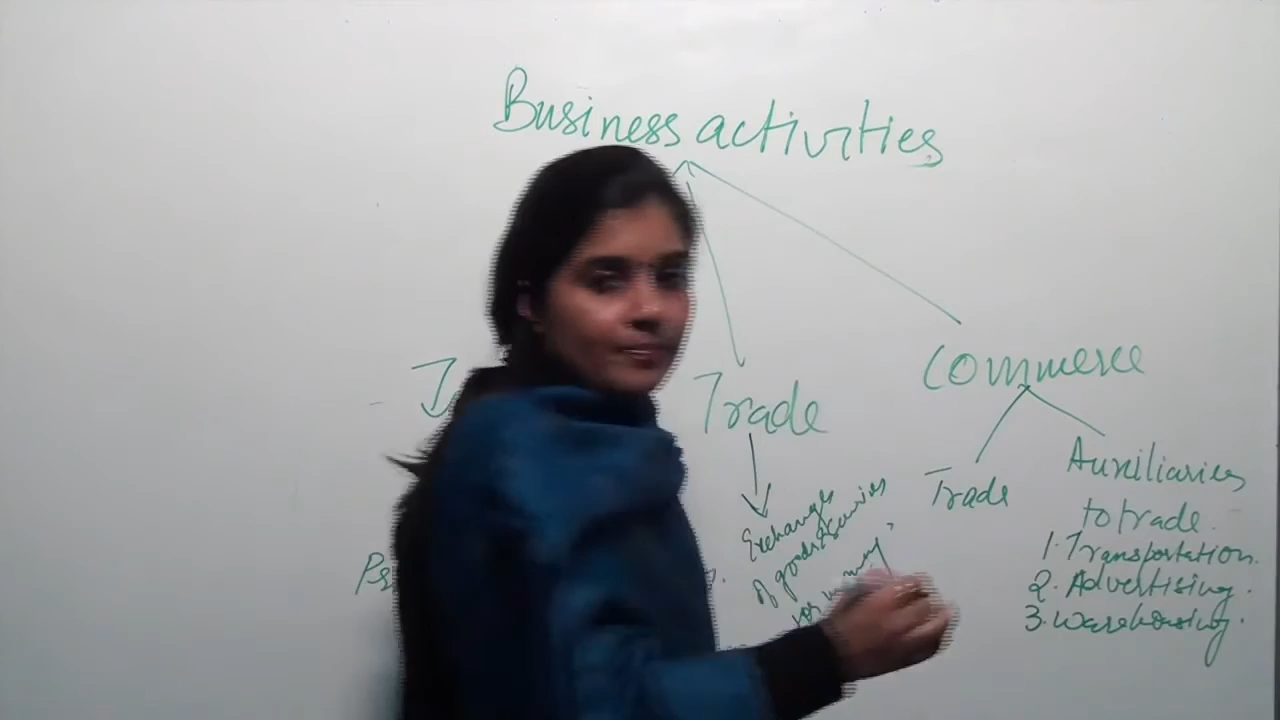 Business activities
Trade
Commerce
Exchanges
of goods & services
for money
Trade
Auxiliaries
to trade.
1. Transportation.
2. Advertising.
3. Warehousing.